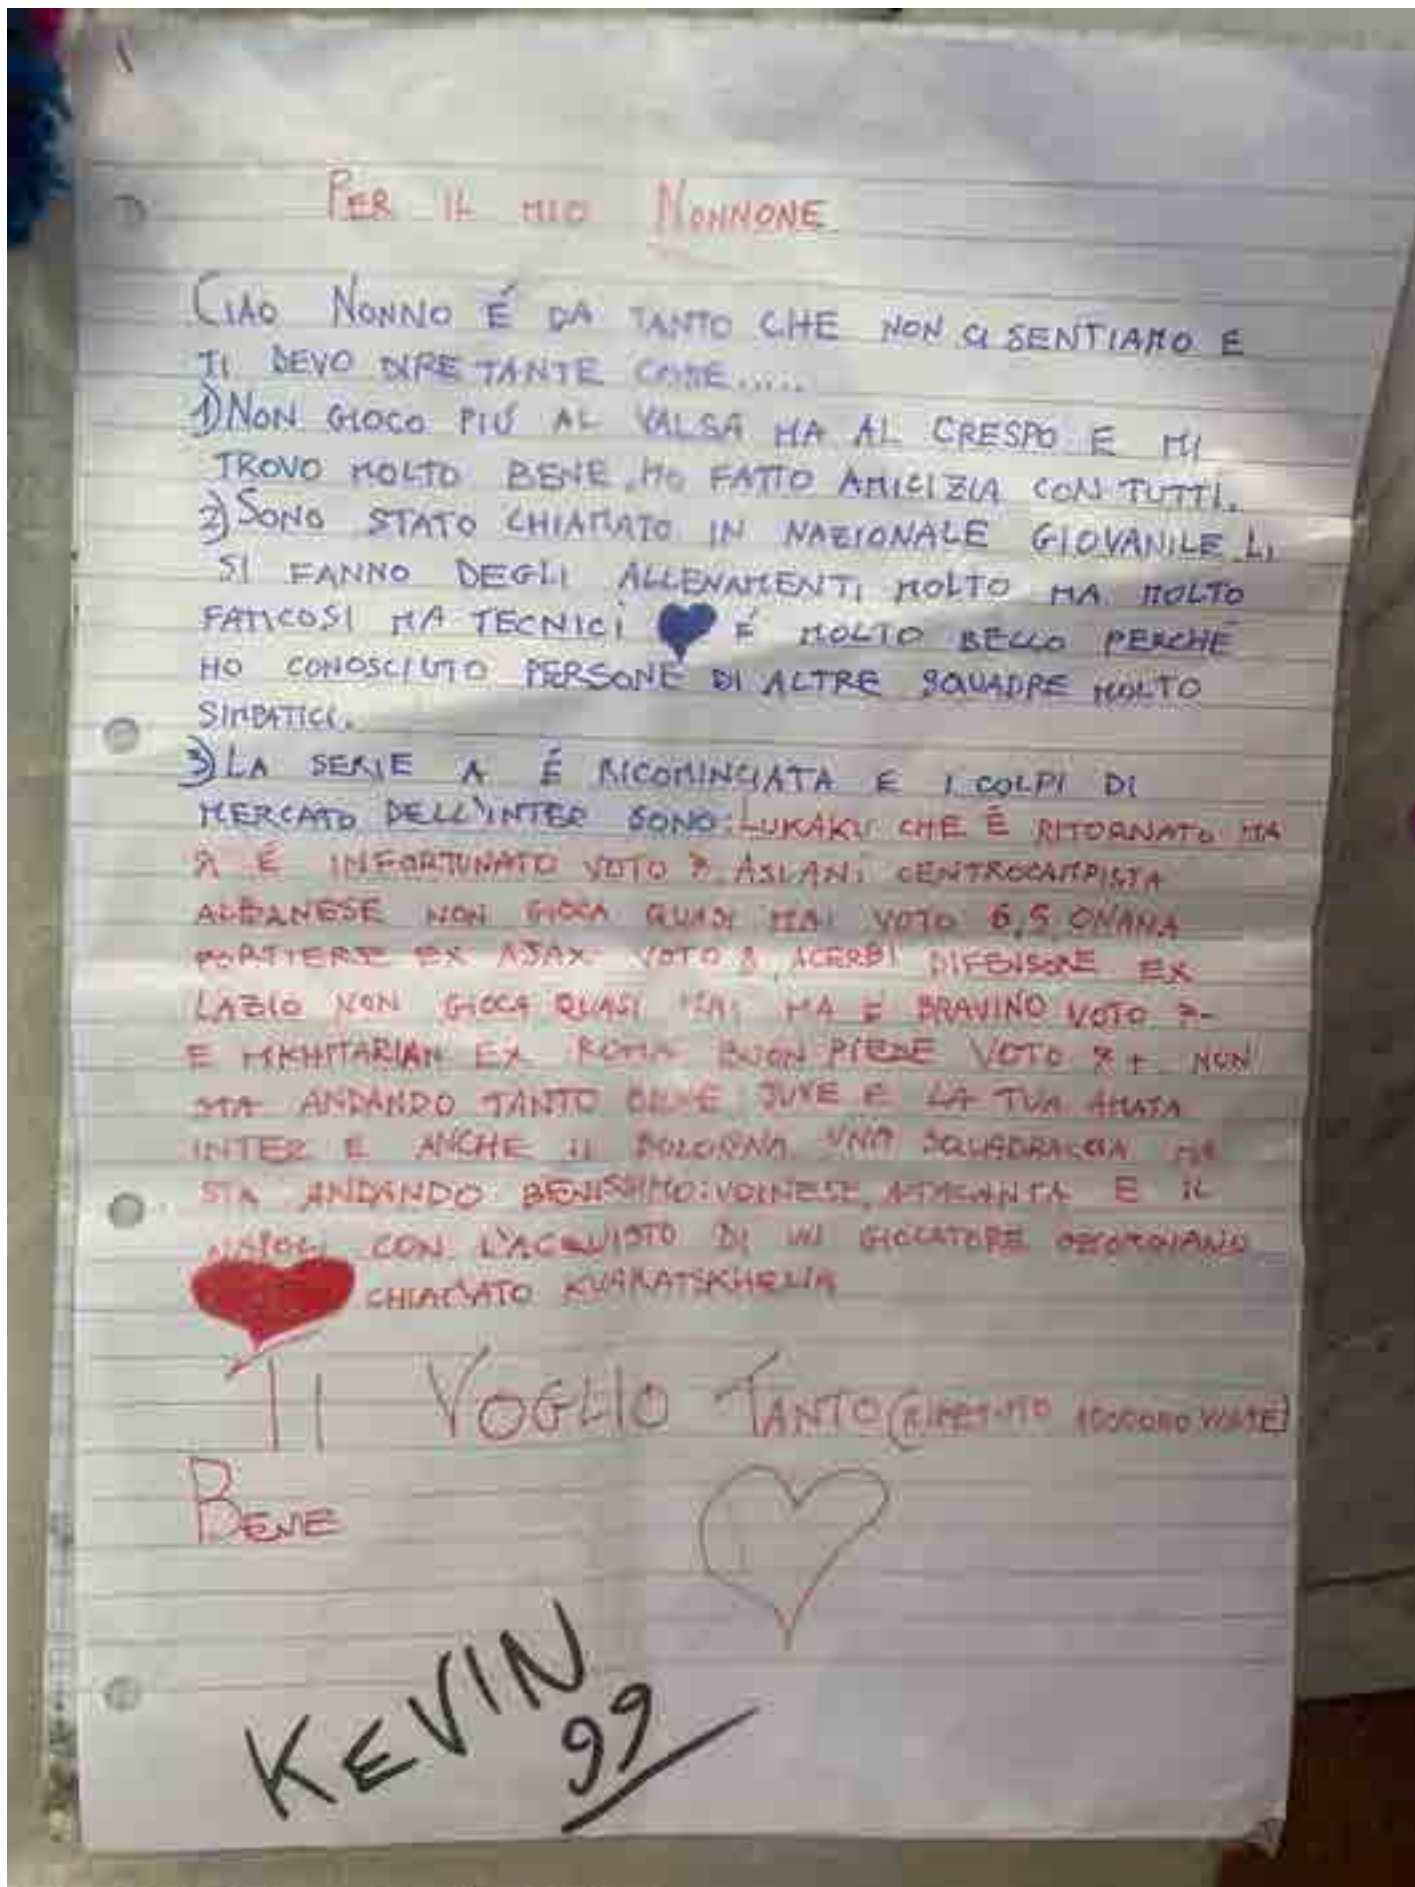 PER IL MIO NONNONE
CIAO NONNO É DA TANTO CHE NON CI SENTIAMO E
TI DEVO DIRE TANTE COSE.....
1) NON GIOCO PIÚ AL VALSA MA AL CRESPO E MI
TROVO MOLTO BENE, HO FATTO AMICIZIA CON TUTTI.
2) SONO STATO CHIAMATO IN NAZIONALE GIOVANILE LI
SI FANNO DEGLI ALLENAMENTI MOLTO MA MOLTO
FATICOSI MA TECNICI É MOLTO BELLO PERCHÉ
HO CONOSCIUTO PERSONE DI ALTRE SQUADRE MOLTO
SIMPATICI.
3) LA SERIE A É RICOMINCIATA E I COLPI DI
MERCATO DELL'INTER SONO: LUKAKU CHE É RITORNATO MA
É INFORTUNATO VOTO ASLANI CENTROCAMPISTA
ALBANESE NON GIOCA QUASI MAI VOTO 6,5, ONANA
PORTIERE EX AJAX VOTO 8, ACERBI DIFENSORE EX
LAZIO NON GIOCA QUASI MAI MA É BRAVINO VOTO
E MKHITARIAN EX ROMA BUON PIEDE VOTO NON
STA ANDANDO TANTO BENE JUVE E LA TUA AMATA
INTER E ANCHE IL BOLOGNA UNA SQUADRACCIA MA
STA ANDANDO BENISSIMO: UDINESE, ATALANTA E IL
NAPOLI CON L'ACQUISTO DI UN GIOCATORE
CHIAMATO KVARATSKHELIA
TI VOGLIO TANTO (RIPETUTO VOLTE)
BENE
KEVIN
99